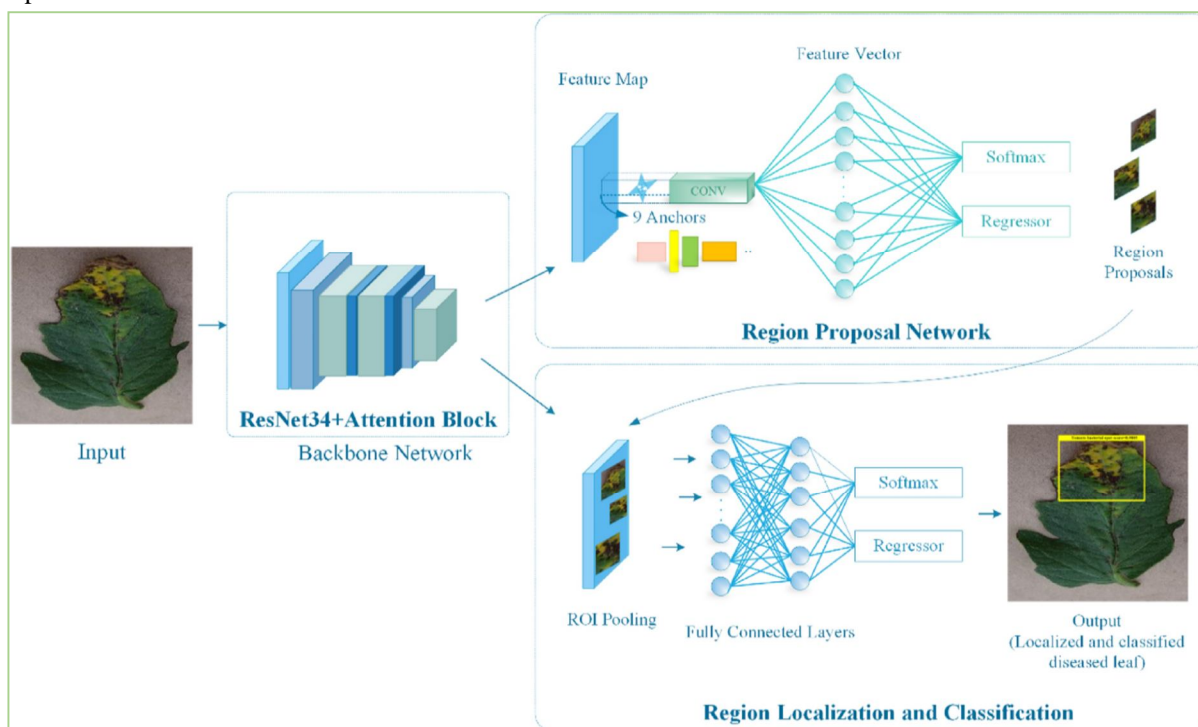 Feature Vector
Feature Map
Softmax
CONV
9 Anchors
Regressor
Region
Proposals
Region Proposal Network
ResNet34+Attention Block
Backbone Network
Input
Softmax
Regressor
ROI Pooling
Fully Connected Layers
Output
(Localized and classified
diseased leaf)
Region Localization and Classification